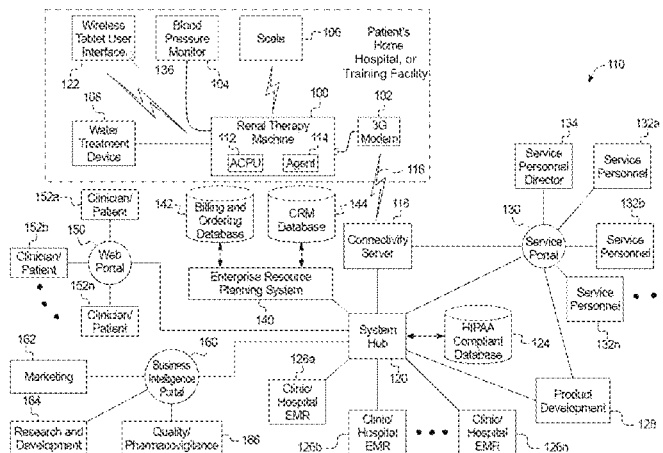 Wireless
Tablet User
Interface
122
Blood
Pressure
Monitor
136
104
Scale
106
Patient's
Home
Hospital, or
Training Facility
110
108
Water
Treatment
Device
100
Renal Therapy
Machine
112
ACPU
114
Agent
102
3G
Modem
116
134
Service
Personnel
Director
132a
Service
Personnel
152a
Clinician/
Patient
142
Billing and
Ordering
Database
CRM
Database
144
118
Connectivity
Server
130
Service
Portal
132b
Service
Personnel
152b
Clinician/
Patient
150
Web
Portal
152n
Clinician/
Patient
Enterprise Resource
Planning System
140
Service
Personnel
132n
System
Hub
120
HIPAA
Compliant
Database
124
162
Marketing
160
Business
Intelligence
Portal
126a
Clinic/
Hospital
EMR
Product
Development
128
164
Research and
Development
Quality/
Pharmacovigilance
166
126b
Clinic/
Hospital
EMR
Clinic/
Hospital
EMR
126n